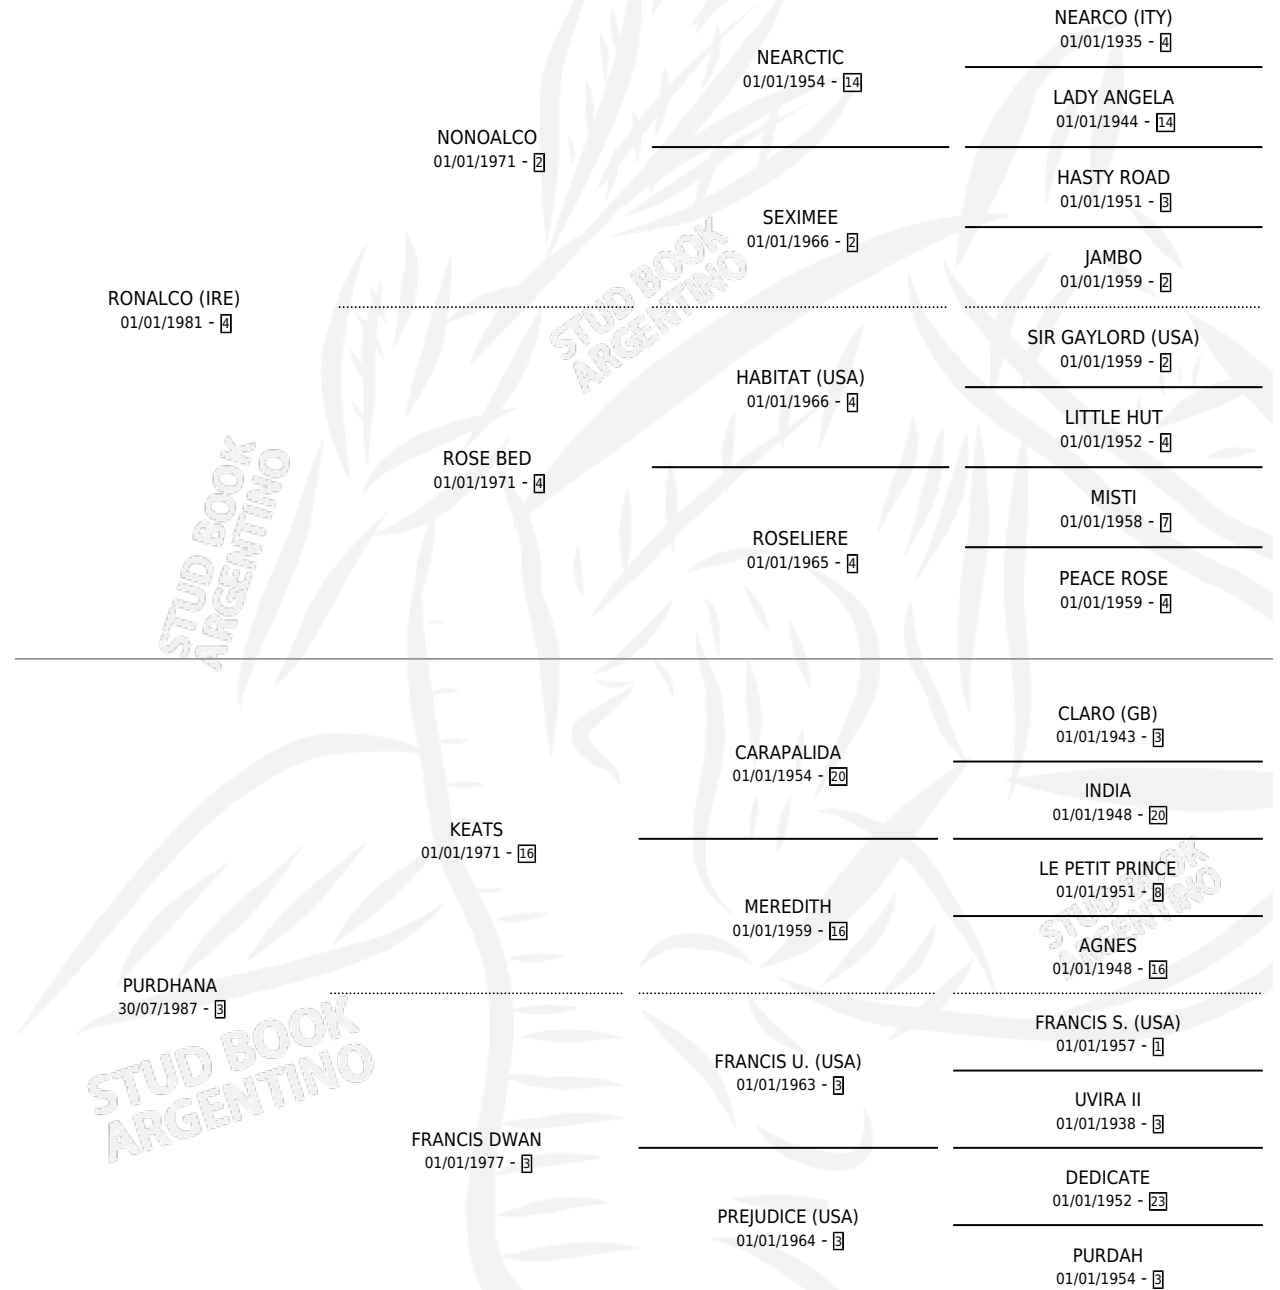 NEARCO (ITY)
01/01/1935 - 4
NEARCTIC
01/01/1954 - 14
LADY ANGELA
01/01/1944 - 14
NONOALCO
01/01/1971 - 2
HASTY ROAD
01/01/1951 - 3
SEXIMEE
01/01/1966 - 2
JAMBO
01/01/1959 - 2
RONALCO (IRE)
01/01/1981 - 4
SIR GAYLORD (USA)
01/01/1959 - 2
HABITAT (USA)
01/01/1966 - 4
LITTLE HUT
01/01/1952 - 4
ROSE BED
01/01/1971 - 4
MISTI
01/01/1958 - 7
ROSELIERE
01/01/1965 - 4
PEACE ROSE
01/01/1959 - 4
STUD BOOK
ARGENTINO
STUD BOOK
ARGENTINO
CLARO (GB)
01/01/1943 - 3
CARAPALIDA
01/01/1954 - 20
INDIA
01/01/1948 - 20
KEATS
01/01/1971 - 16
LE PETIT PRINCE
01/01/1951 - 8
MEREDITH
01/01/1959 - 16
AGNES
01/01/1948 - 16
STUD BOOK
ARGENTINO
PURDHANA
30/07/1987 - 3
FRANCIS S. (USA)
01/01/1957 - 1
FRANCIS U. (USA)
01/01/1963 - 3
UVIRA II
01/01/1938 - 3
STUD BOOK
ARGENTINO
FRANCIS DWAN
01/01/1977 - 3
DEDICATE
01/01/1952 - 23
PREJUDICE (USA)
01/01/1964 - 3
PURDAH
01/01/1954 - 3